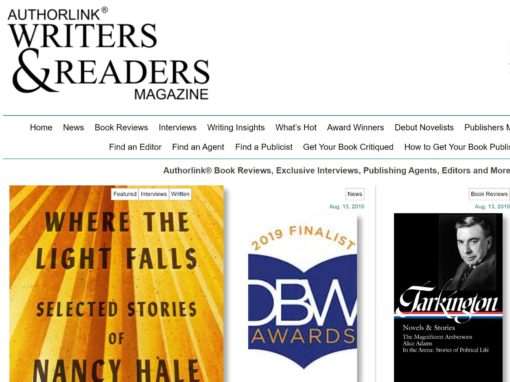 AUTHORLINK®
WRITERS
&READERS
MAGAZINE
Home News Book Reviews Interviews Writing Insights What's Hot Award Winners Debut Novelists Publishers
Find an Editor Find an Agent Find a Publicist Get Your Book Critiqued How to Get Your Book
Authorlink® Book Reviews, Exclusive Interviews, Publishing Agents, Editors and More
Featured Interviews Written
WHERE THE
LIGHT FALLS
SELECTED STORIES
OF
NANCY HALE
News
Aug. 13, 2019
2019 FINALIST
DBW
AWARDS
Book Reviews
Aug. 13, 2019
Tarkington
Novels & Stories
The Magnificent Ambersons
Alice Adams
In the Arena: Stories of Political Life